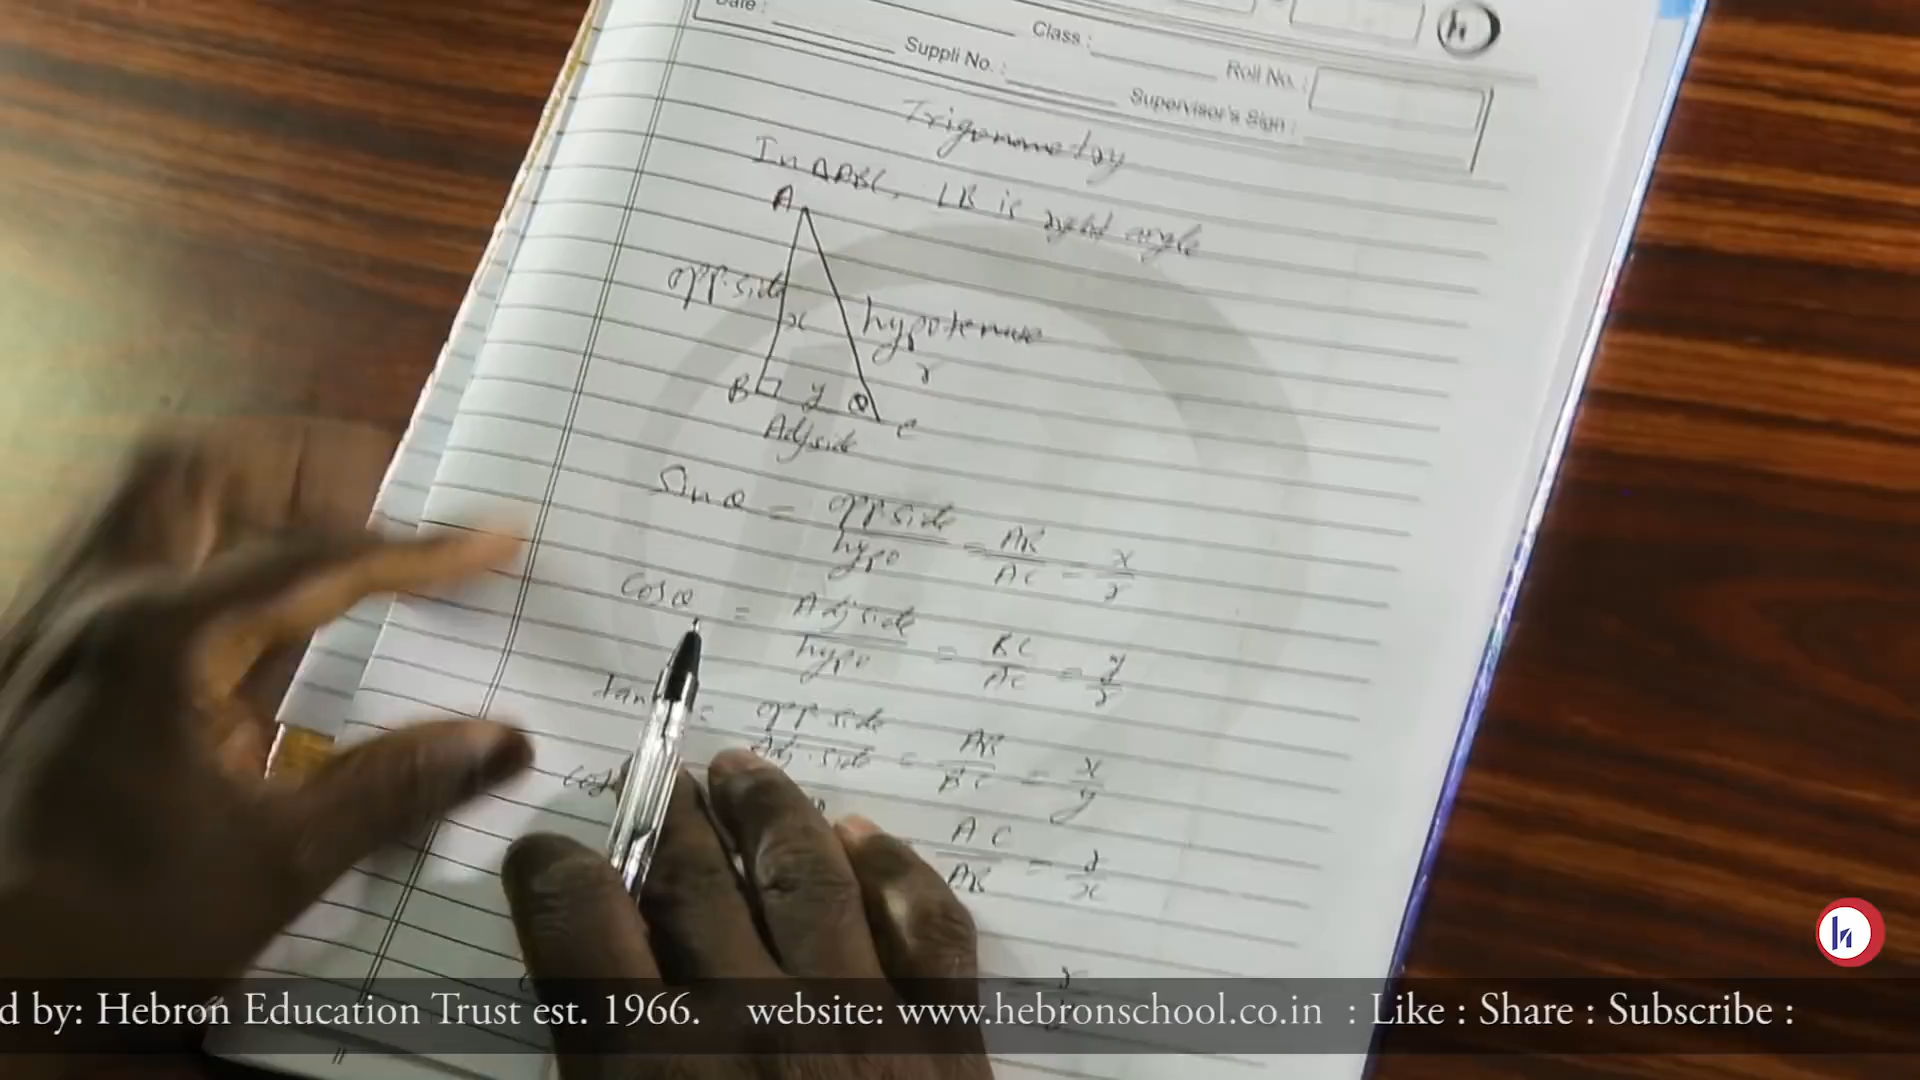 Date :
Class :
Roll No. :
Suppli No. :
Supervisor's Sign :
Trigonometry
In ΔABC, ∠B is right angle
A
opp. side
x
hypotenuse
r
B
y
θ
C
Adj side
Sin θ = opp side / hypo = AB / AC = x / r
Cos θ = Adj side / hypo = BC / AC = y / r
tan = opp side / Adj. side = AB / BC = x / y
AC / AB = r / x
d by: Hebron Education Trust est. 1966. website: www.hebronschool.co.in : Like : Share : Subscribe :